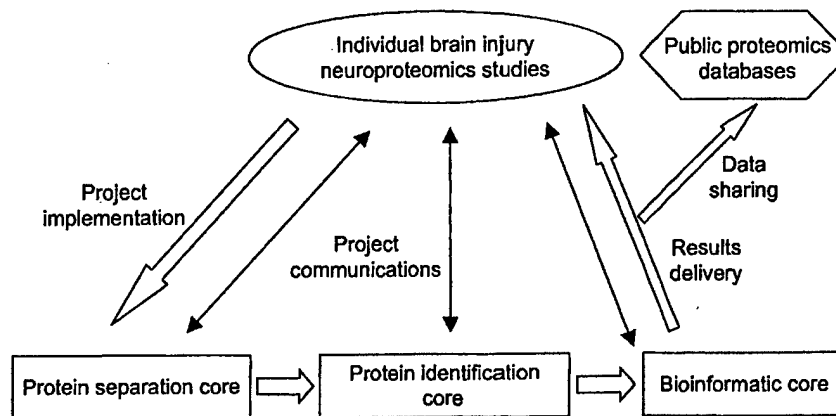 Individual brain injury
neuroproteomics studies
Public proteomics
databases
Project
implementation
Project
communications
Data
sharing
Results
delivery
Protein separation core
Protein identification
core
Bioinformatic core